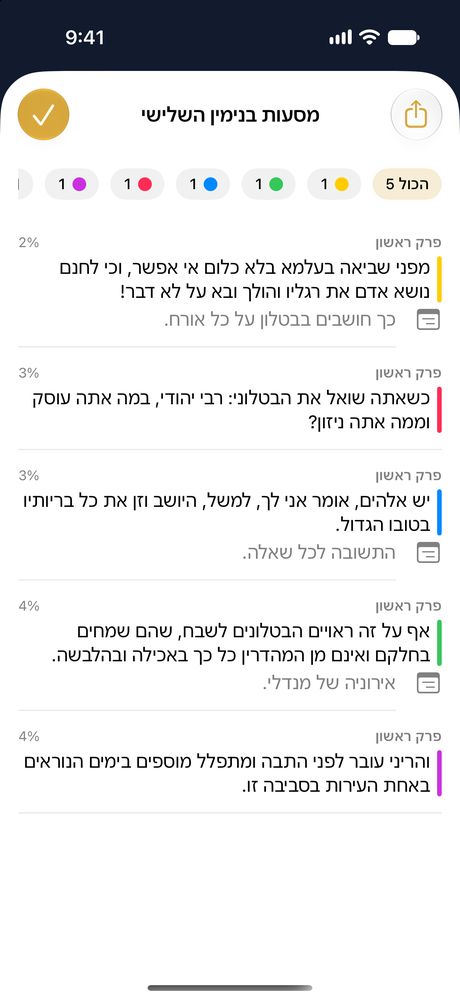 9:41
מסעות בנימין השלישי
הכול 5
1
1
1
1
1
פרק ראשון
2%
מפני שביאה בעלמא בלא כלום אי אפשר, וכי לחנם
נושא אדם את רגליו והולך ובא על לא דבר!
כך חושבים בבטלון על כל אורח.
פרק ראשון
3%
כשאתה שואל את הבטלוני: רבי יהודי, במה אתה עוסק
וממה אתה ניזון?
פרק ראשון
3%
יש אלהים, אומר אני לך, למשל, היושב וזן את כל בריותיו
בטובו הגדול.
התשובה לכל שאלה.
פרק ראשון
4%
אף על זה ראויים הבטלונים לשבח, שהם שמחים
בחלקם ואינם מן המהדרין כל כך באכילה ובהלבשה.
אירוניה של מנדלי.
פרק ראשון
4%
והריני עובר לפני התבה ומתפלל מוספים בימים הנוראים
באחת העירות בסביבה זו.